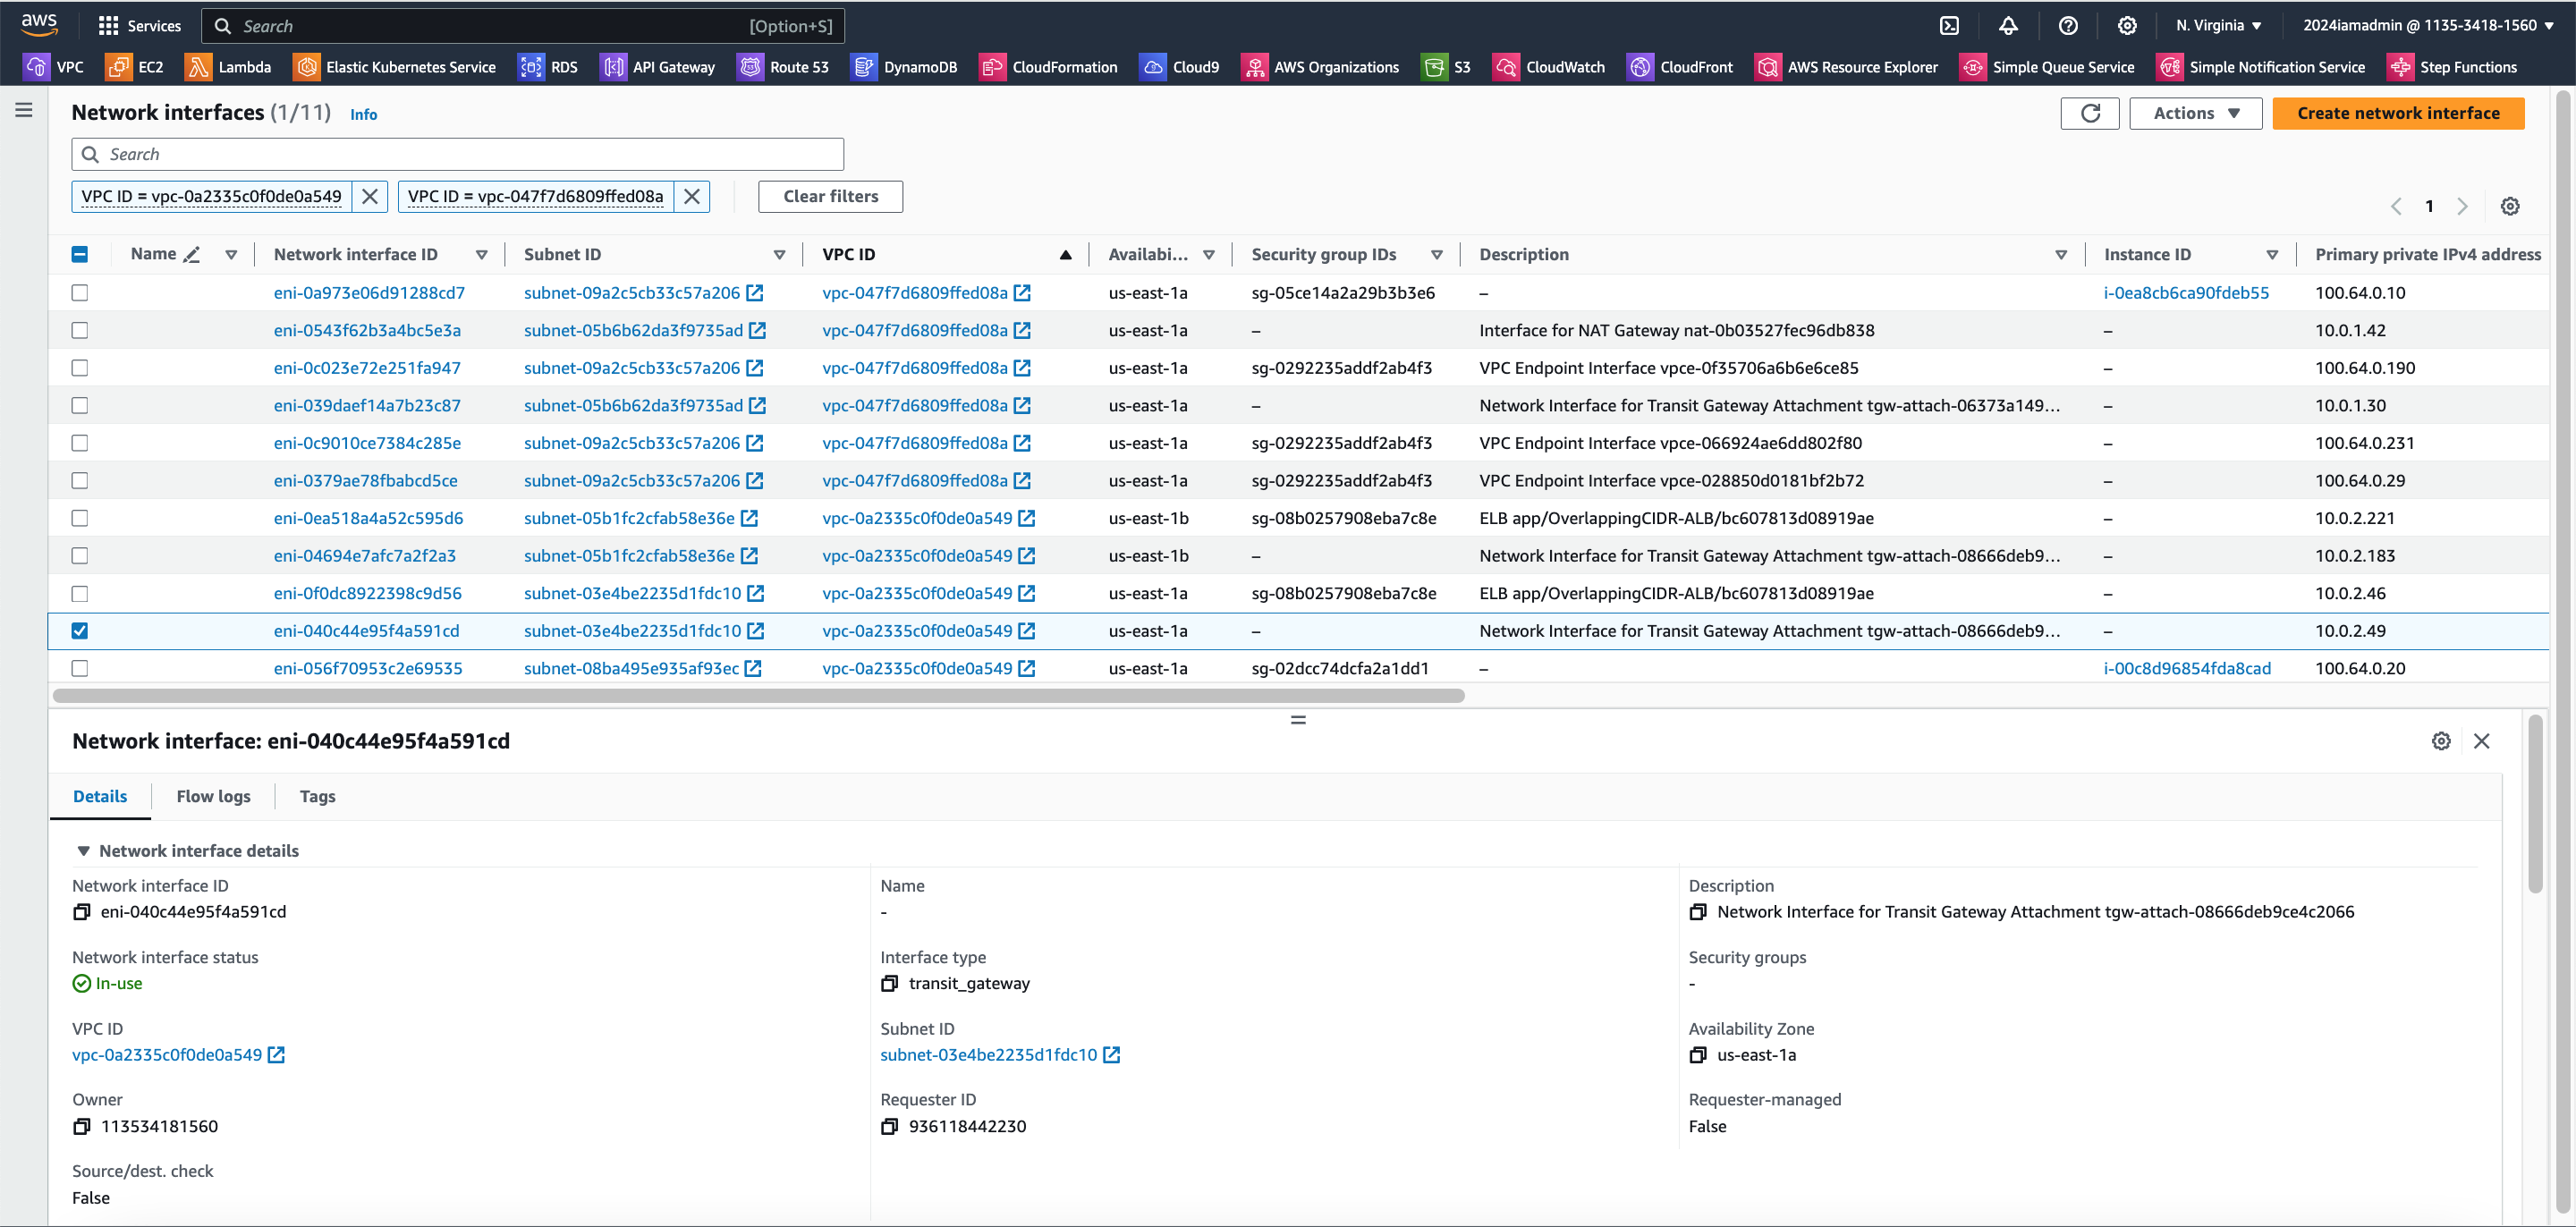 aws Services Search [Option+S] N. Virginia ▼ 2024iamadmin @ 1135-3418-1560 ▼
VPC EC2 Lambda Elastic Kubernetes Service RDS API Gateway Route 53 DynamoDB CloudFormation Cloud9 AWS Organizations S3 CloudWatch CloudFront AWS Resource Explorer Simple Queue Service Simple Notification Service Step Functions
Network interfaces (1/11) Info Actions ▼ Create network interface
Search
VPC ID = vpc-0a2335c0f0de0a549 VPC ID = vpc-047f7d6809ffed08a Clear filters
1
Name Network interface ID Subnet ID VPC ID Availabi... Security group IDs Description Instance ID Primary private IPv4 address
eni-0a973e06d91288cd7 subnet-09a2c5cb33c57a206 vpc-047f7d6809ffed08a us-east-1a sg-05ce14a2a29b3b3e6 – i-0ea8cb6ca90fdeb55 100.64.0.10
eni-0543f62b3a4bc5e3a subnet-05b6b62da3f9735ad vpc-047f7d6809ffed08a us-east-1a – Interface for NAT Gateway nat-0b03527fec96db838 – 10.0.1.42
eni-0c023e72e251fa947 subnet-09a2c5cb33c57a206 vpc-047f7d6809ffed08a us-east-1a sg-0292235addf2ab4f3 VPC Endpoint Interface vpce-0f35706a6b6e6ce85 – 100.64.0.190
eni-039daef14a7b23c87 subnet-05b6b62da3f9735ad vpc-047f7d6809ffed08a us-east-1a – Network Interface for Transit Gateway Attachment tgw-attach-06373a149... – 10.0.1.30
eni-0c9010ce7384c285e subnet-09a2c5cb33c57a206 vpc-047f7d6809ffed08a us-east-1a sg-0292235addf2ab4f3 VPC Endpoint Interface vpce-066924ae6dd802f80 – 100.64.0.231
eni-0379ae78fbabcd5ce subnet-09a2c5cb33c57a206 vpc-047f7d6809ffed08a us-east-1a sg-0292235addf2ab4f3 VPC Endpoint Interface vpce-028850d0181bf2b72 – 100.64.0.29
eni-0ea518a4a52c595d6 subnet-05b1fc2cfab58e36e vpc-0a2335c0f0de0a549 us-east-1b sg-08b0257908eba7c8e ELB app/OverlappingCIDR-ALB/bc607813d08919ae – 10.0.2.221
eni-04694e7afc7a2f2a3 subnet-05b1fc2cfab58e36e vpc-0a2335c0f0de0a549 us-east-1b – Network Interface for Transit Gateway Attachment tgw-attach-08666deb9... – 10.0.2.183
eni-0f0dc8922398c9d56 subnet-03e4be2235d1fdc10 vpc-0a2335c0f0de0a549 us-east-1a sg-08b0257908eba7c8e ELB app/OverlappingCIDR-ALB/bc607813d08919ae – 10.0.2.46
eni-040c44e95f4a591cd subnet-03e4be2235d1fdc10 vpc-0a2335c0f0de0a549 us-east-1a – Network Interface for Transit Gateway Attachment tgw-attach-08666deb9... – 10.0.2.49
eni-056f70953c2e69535 subnet-08ba495e935af93ec vpc-0a2335c0f0de0a549 us-east-1a sg-02dcc74dcfa2a1dd1 – i-00c8d96854fda8cad 100.64.0.20
Network interface: eni-040c44e95f4a591cd
Details Flow logs Tags
▼ Network interface details
Network interface ID Name Description
eni-040c44e95f4a591cd - Network Interface for Transit Gateway Attachment tgw-attach-08666deb9ce4c2066
Network interface status Interface type Security groups
In-use transit_gateway -
VPC ID Subnet ID Availability Zone
vpc-0a2335c0f0de0a549 subnet-03e4be2235d1fdc10 us-east-1a
Owner Requester ID Requester-managed
113534181560 936118442230 False
Source/dest. check
False